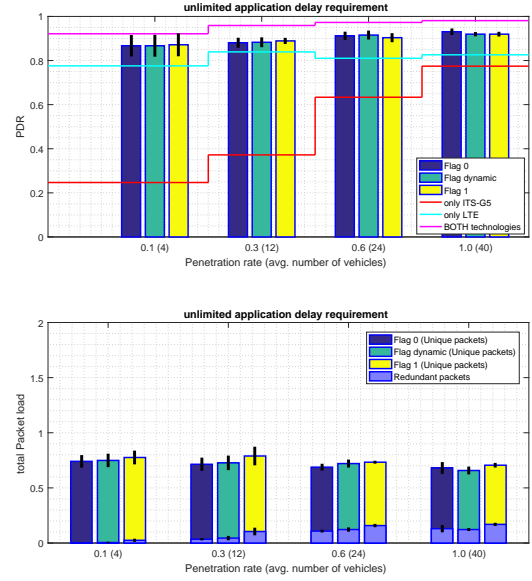 unlimited application delay requirement
1
0.8
0.6
0.4
0.2
0
PDR
Flag 0
Flag dynamic
Flag 1
only ITS-G5
only LTE
BOTH technologies
0.1 (4) 0.3 (12) 0.6 (24) 1.0 (40)
Penetration rate (avg. number of vehicles)
unlimited application delay requirement
2
1.5
1
0.5
0
total Packet load
Flag 0 (Unique packets)
Flag dynamic (Unique packets)
Flag 1 (Unique packets)
Redundant packets
0.1 (4) 0.3 (12) 0.6 (24) 1.0 (40)
Penetration rate (avg. number of vehicles)